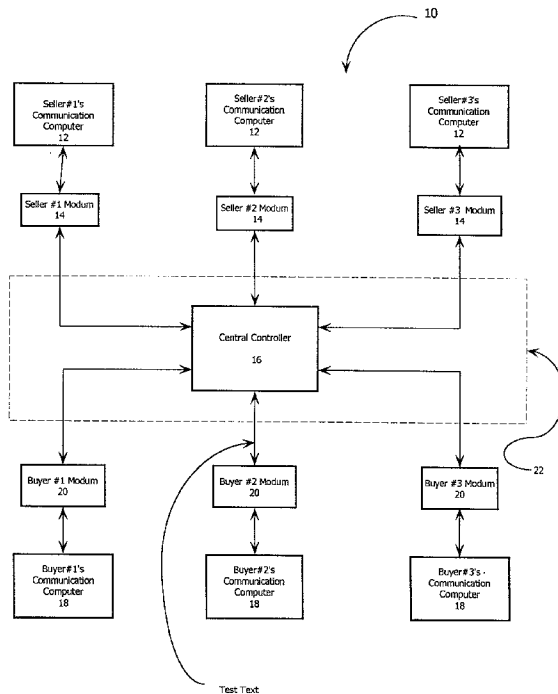 10
Seller#1's
Communication
Computer
12
Seller#2's
Communication
Computer
12
Seller#3's
Communication
Computer
12
Seller #1 Modum
14
Seller #2 Modum
14
Seller #3 Modum
14
Central Controller
16
22
Buyer #1 Modum
20
Buyer #2 Modum
20
Buyer #3 Modum
20
Buyer#1's
Communication
Computer
18
Buyer#2's
Communication
Computer
18
Buyer#3's
Communication
Computer
18
Test Text